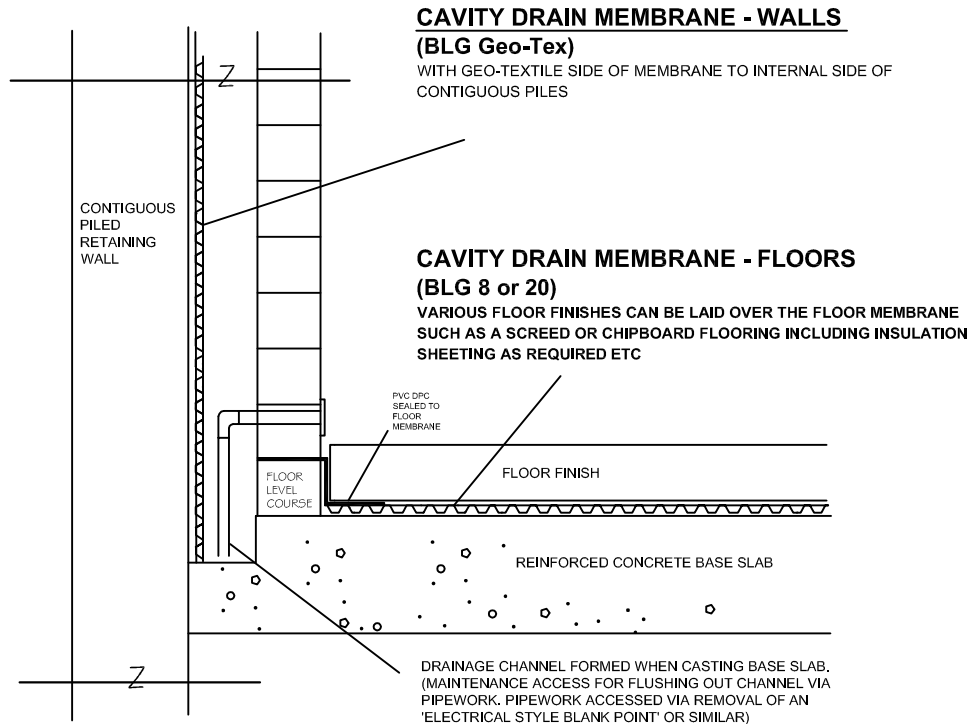 CAVITY DRAIN MEMBRANE - WALLS
(BLG Geo-Tex)
WITH GEO-TEXTILE SIDE OF MEMBRANE TO INTERNAL SIDE OF
CONTIGUOUS PILES
CONTIGUOUS
PILED
RETAINING
WALL
CAVITY DRAIN MEMBRANE - FLOORS
(BLG 8 or 20)
VARIOUS FLOOR FINISHES CAN BE LAID OVER THE FLOOR MEMBRANE
SUCH AS A SCREED OR CHIPBOARD FLOORING INCLUDING INSULATION
SHEETING AS REQUIRED ETC
PVC DPC
SEALED TO
FLOOR
MEMBRANE
FLOOR
LEVEL
COURSE
FLOOR FINISH
REINFORCED CONCRETE BASE SLAB
DRAINAGE CHANNEL FORMED WHEN CASTING BASE SLAB.
(MAINTENANCE ACCESS FOR FLUSHING OUT CHANNEL VIA
PIPEWORK. PIPEWORK ACCESSED VIA REMOVAL OF AN
'ELECTRICAL STYLE BLANK POINT' OR SIMILAR)